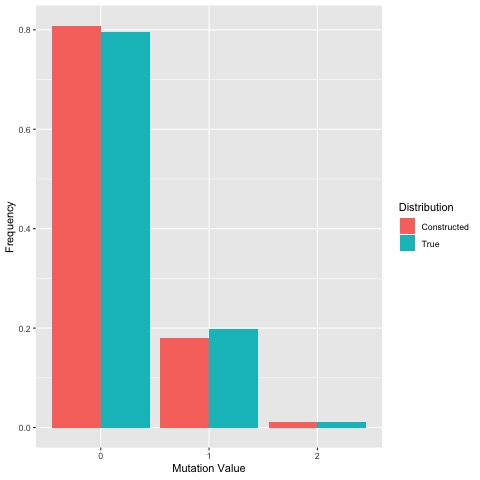 Frequency
0.8
0.6
0.4
0.2
0.0
0 1 2
Mutation Value
Distribution
Constructed
True